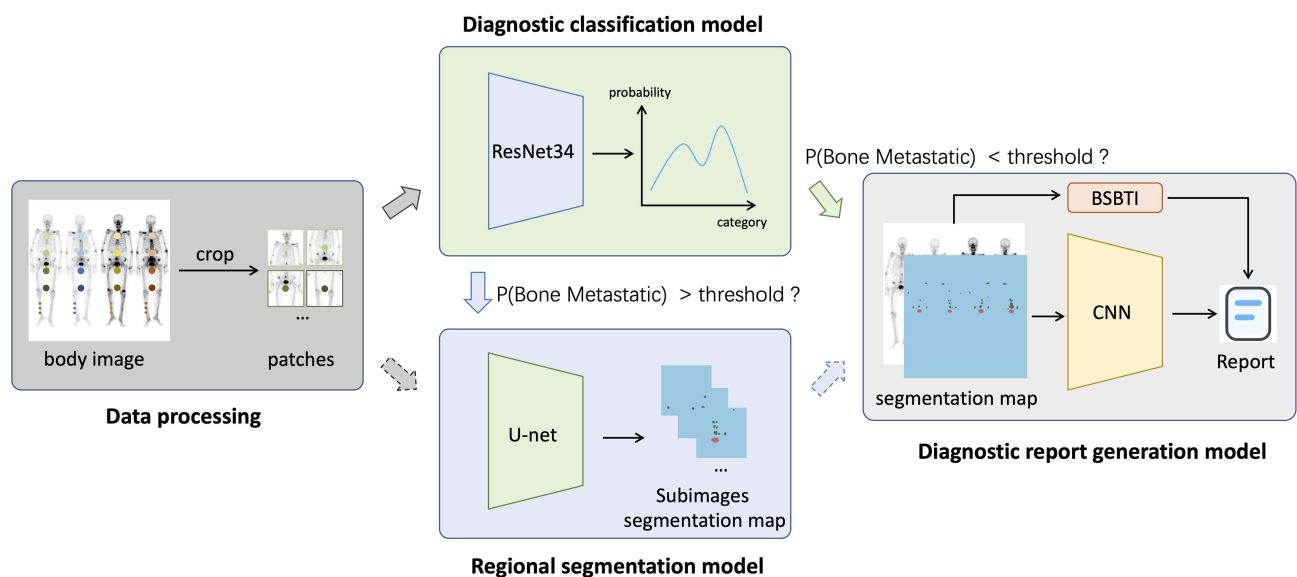 Diagnostic classification model
probability
ResNet34
category
P(Bone Metastatic) < threshold ?
crop
...
body image
patches
Data processing
P(Bone Metastatic) > threshold ?
U-net
...
Subimages
segmentation map
Regional segmentation model
BSBTI
CNN
Report
segmentation map
Diagnostic report generation model